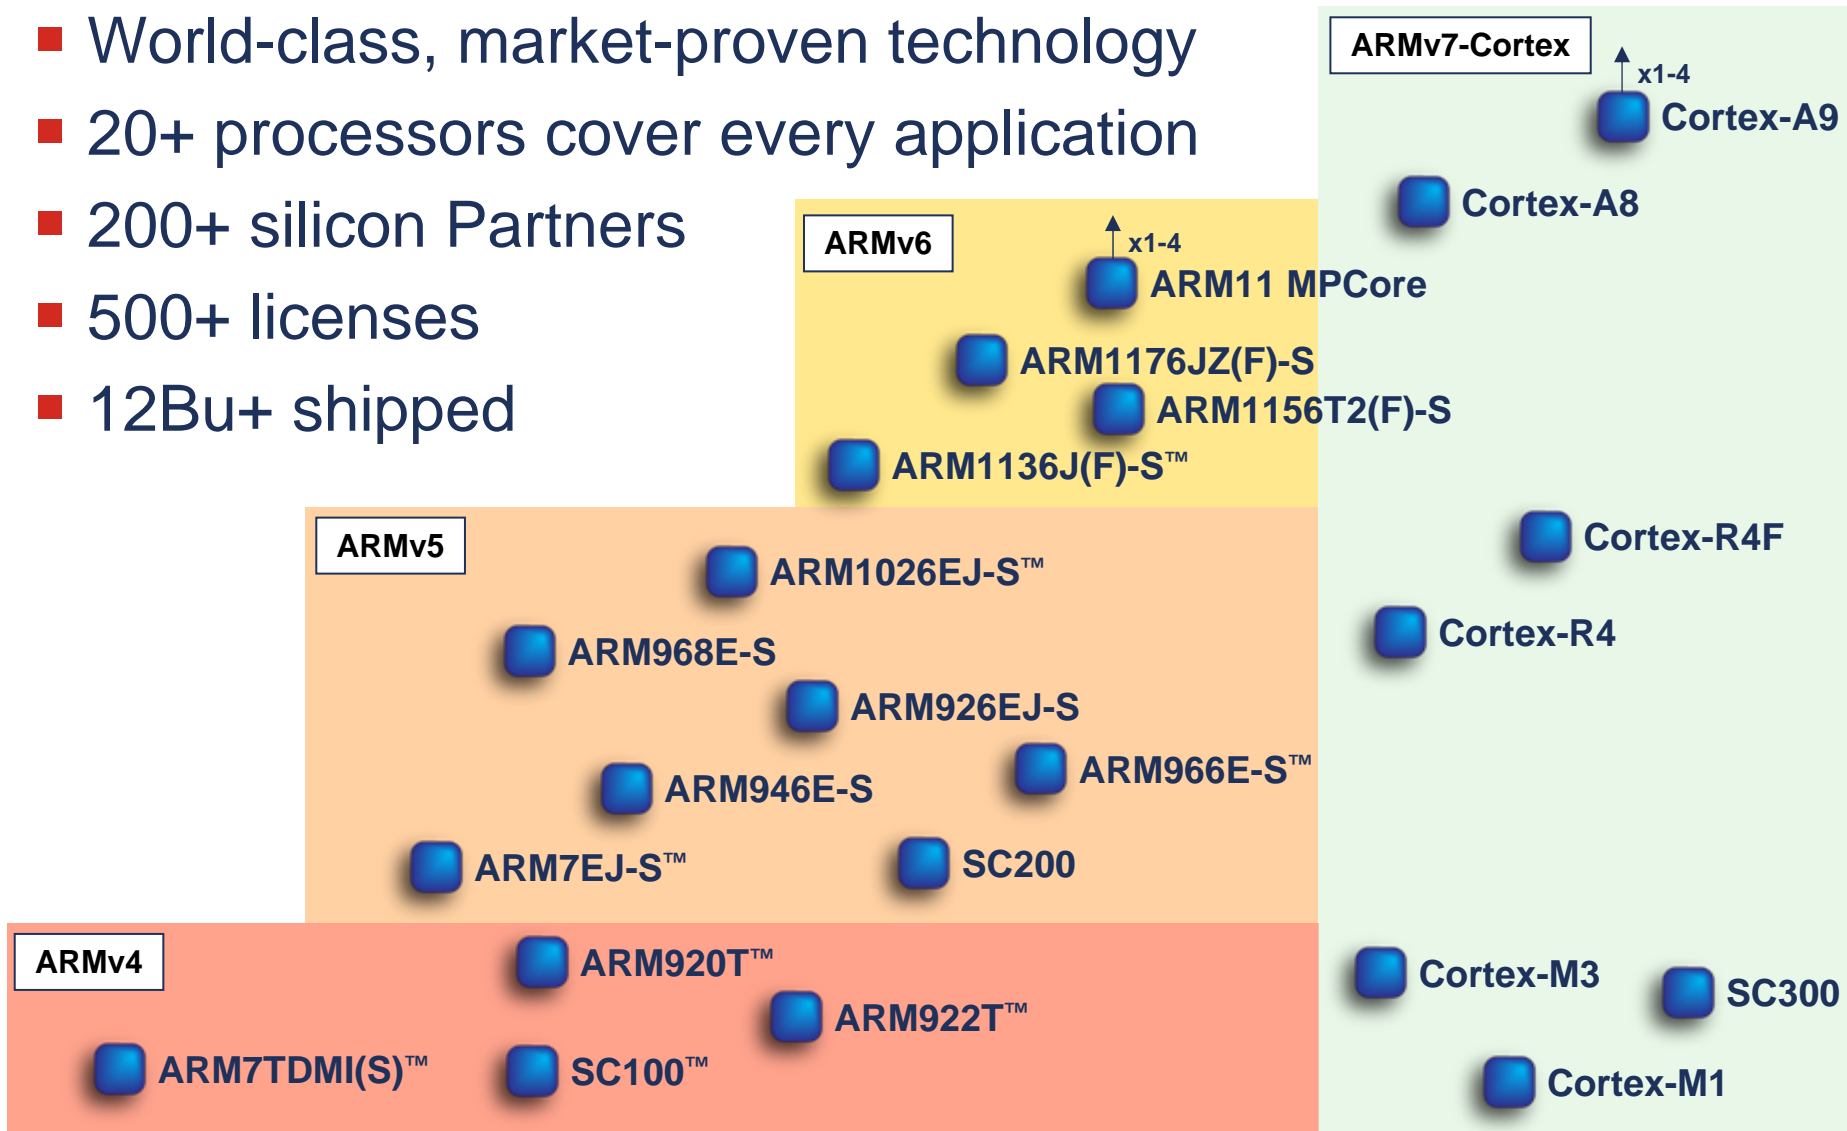 World-class, market-proven technology
20+ processors cover every application
200+ silicon Partners
500+ licenses
12Bu+ shipped
ARMv7-Cortex
x1-4
Cortex-A9
Cortex-A8
ARMv6
x1-4
ARM11 MPCore
ARM1176JZ(F)-S
ARM1156T2(F)-S
ARM1136J(F)-S™
Cortex-R4F
Cortex-R4
ARMv5
ARM1026EJ-S™
ARM968E-S
ARM926EJ-S
ARM966E-S™
ARM946E-S
ARM7EJ-S™
SC200
ARMv4
ARM920T™
ARM922T™
ARM7TDMI(S)™
SC100™
Cortex-M3
SC300
Cortex-M1